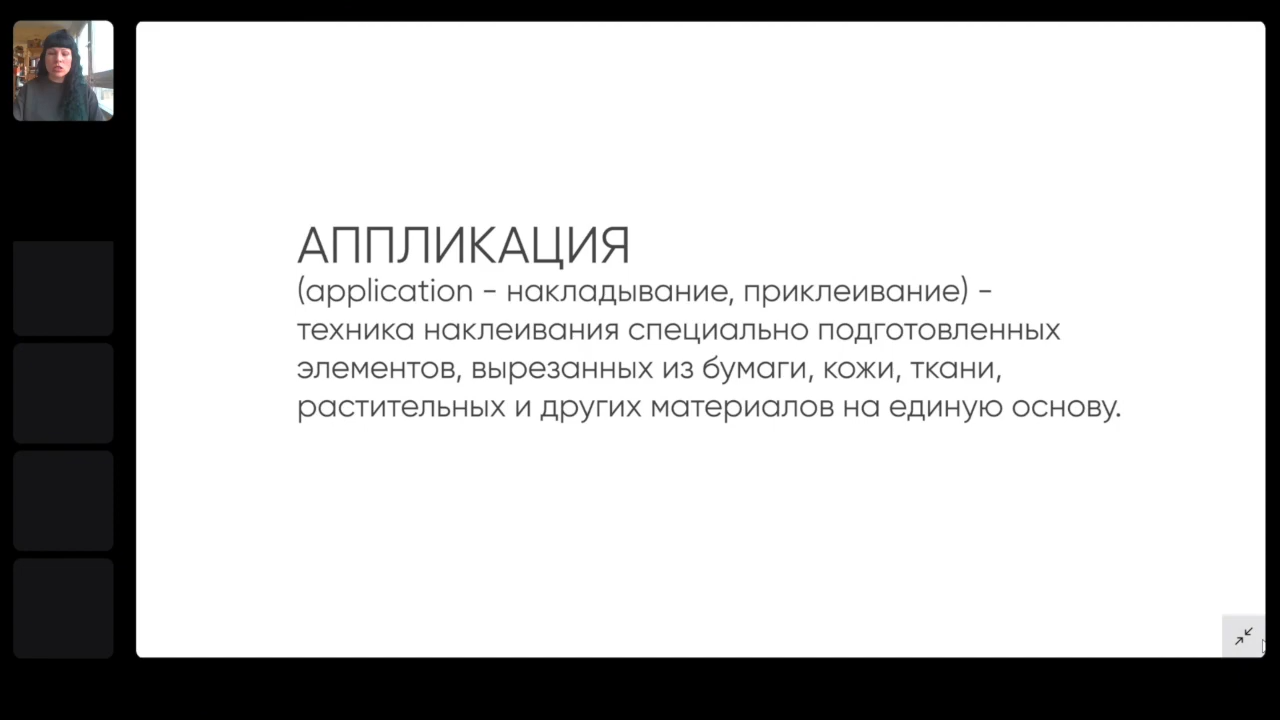 АППЛИКАЦИЯ
(application - накладывание, приклеивание) -
техника наклеивания специально подготовленных
элементов, вырезанных из бумаги, кожи, ткани,
растительных и других материалов на единую основу.